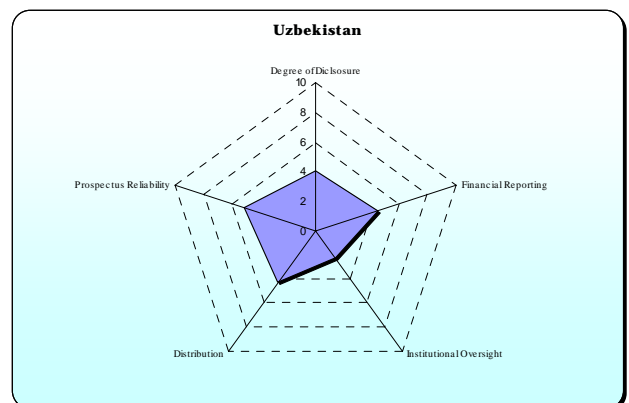 Uzbekistan
Degree of Diclsosure
10
8
6
4
2
0
Prospectus Reliability
Financial Reporting
Distribution
Institutional Oversight